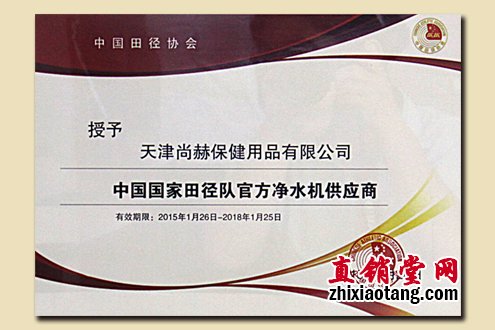 中国田径协会
授予
天津尚赫保健用品有限公司
中国国家田径队官方净水机供应商
有效期限:2015年1月26日-2018年1月25日
直销堂网
zhixiaotang.com